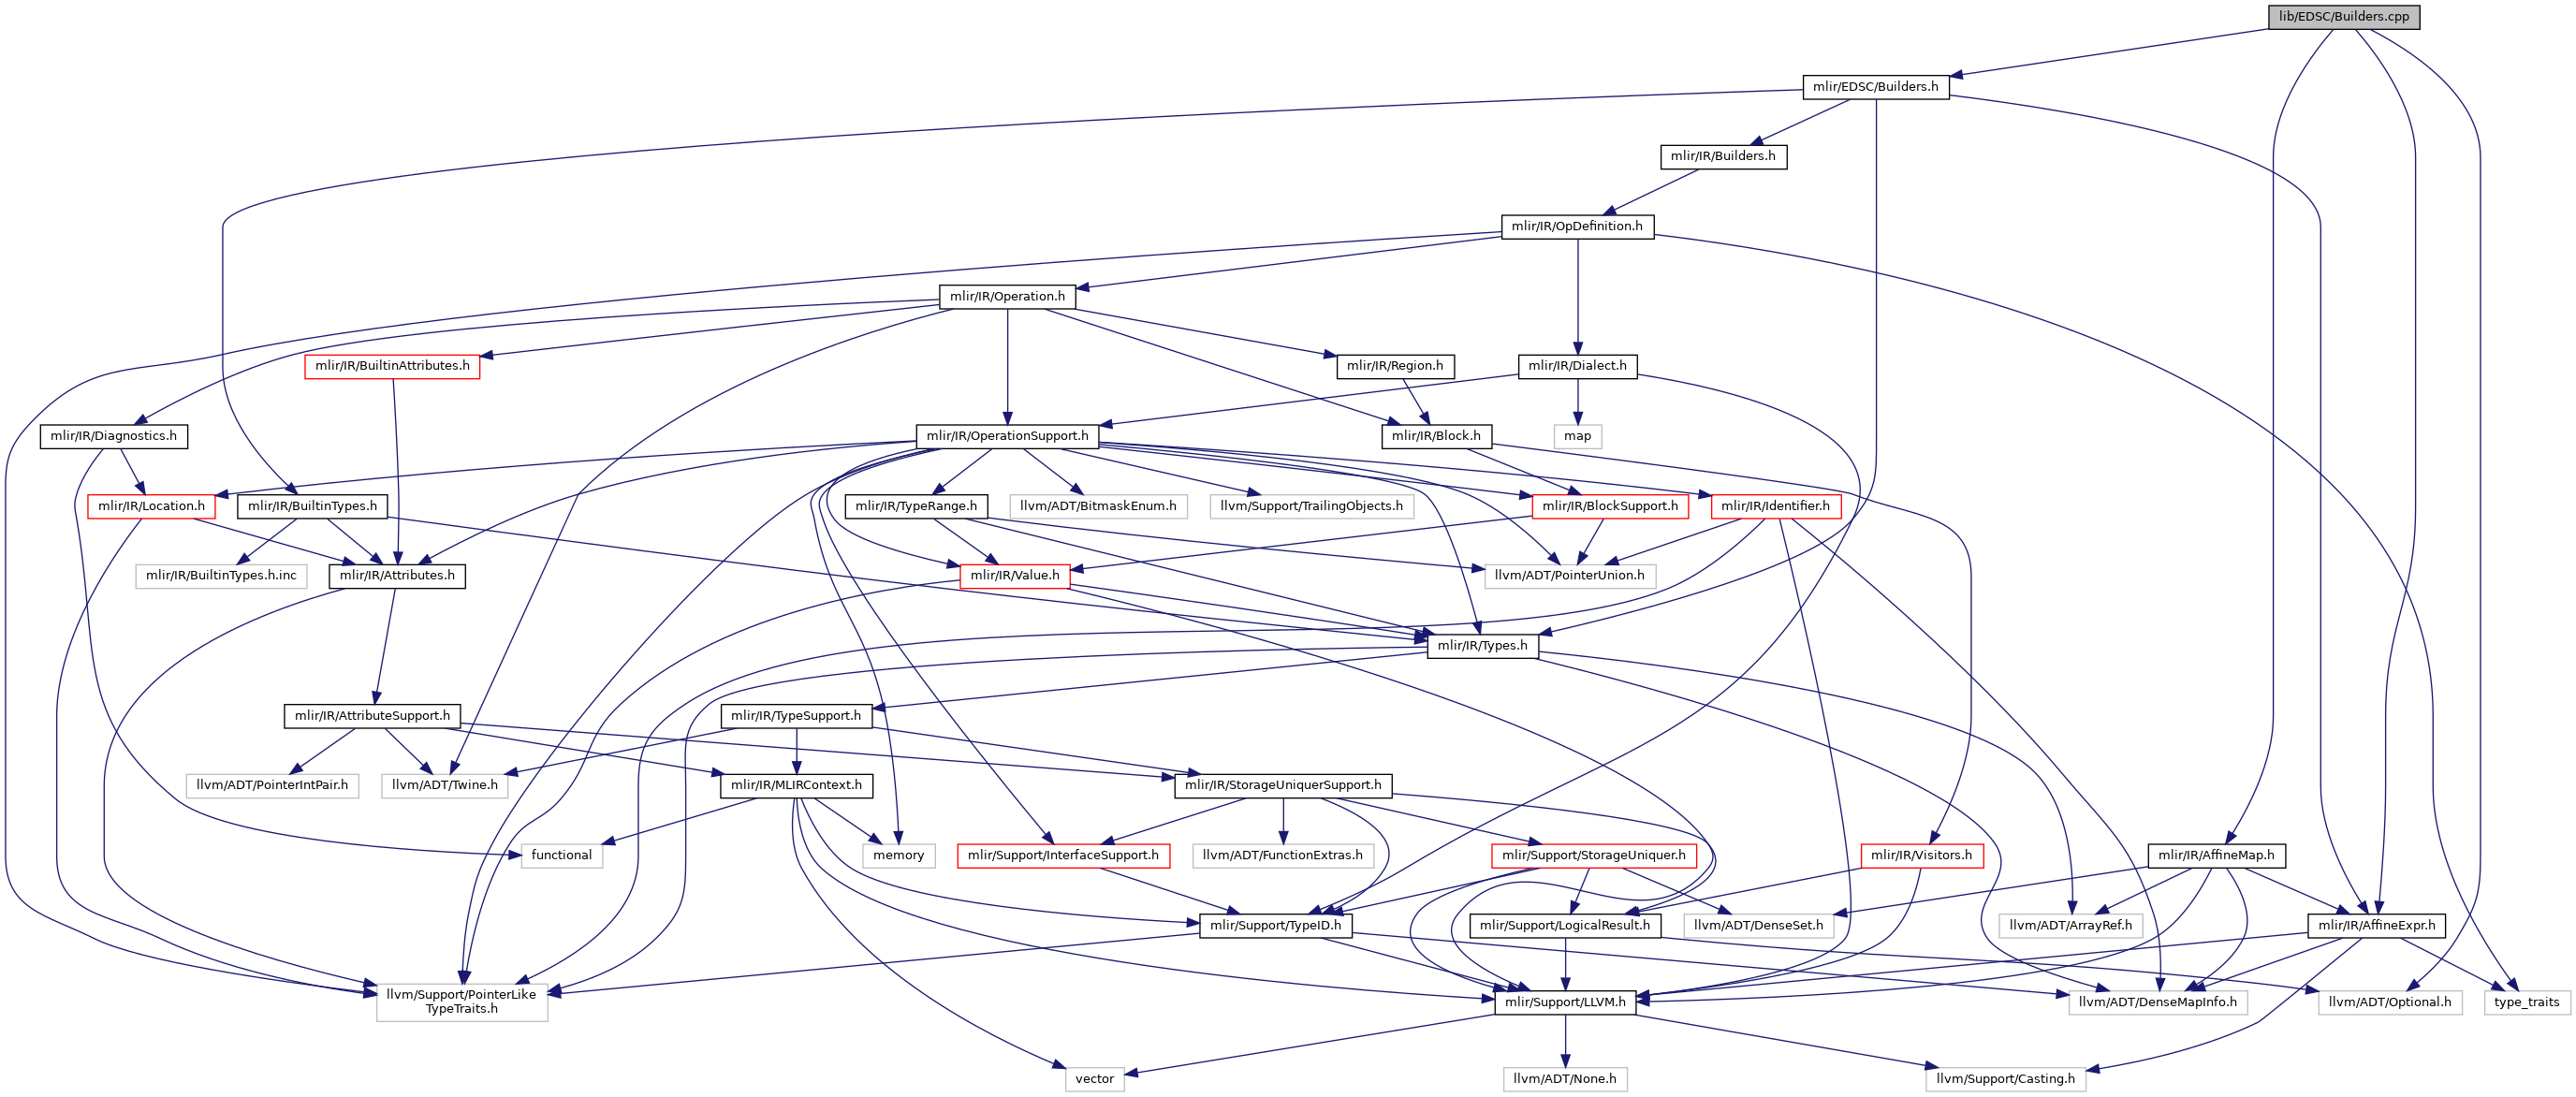 lib/EDSC/Builders.cpp
mlir/EDSC/Builders.h
mlir/IR/Builders.h
mlir/IR/OpDefinition.h
mlir/IR/Operation.h
mlir/IR/BuiltinAttributes.h
mlir/IR/Region.h
mlir/IR/Dialect.h
mlir/IR/Diagnostics.h
mlir/IR/OperationSupport.h
mlir/IR/Block.h
map
mlir/IR/Location.h
mlir/IR/BuiltinTypes.h
mlir/IR/TypeRange.h
llvm/ADT/BitmaskEnum.h
llvm/Support/TrailingObjects.h
mlir/IR/BlockSupport.h
mlir/IR/Identifier.h
mlir/IR/BuiltinTypes.h.inc
mlir/IR/Attributes.h
mlir/IR/Value.h
llvm/ADT/PointerUnion.h
mlir/IR/Types.h
mlir/IR/AttributeSupport.h
mlir/IR/TypeSupport.h
llvm/ADT/PointerIntPair.h
llvm/ADT/Twine.h
mlir/IR/MLIRContext.h
mlir/IR/StorageUniquerSupport.h
functional
memory
mlir/Support/InterfaceSupport.h
llvm/ADT/FunctionExtras.h
mlir/Support/StorageUniquer.h
mlir/IR/Visitors.h
mlir/IR/AffineMap.h
mlir/Support/TypeID.h
mlir/Support/LogicalResult.h
llvm/ADT/DenseSet.h
llvm/ADT/ArrayRef.h
mlir/IR/AffineExpr.h
llvm/Support/PointerLike
TypeTraits.h
mlir/Support/LLVM.h
llvm/ADT/DenseMapInfo.h
llvm/ADT/Optional.h
type_traits
vector
llvm/ADT/None.h
llvm/Support/Casting.h